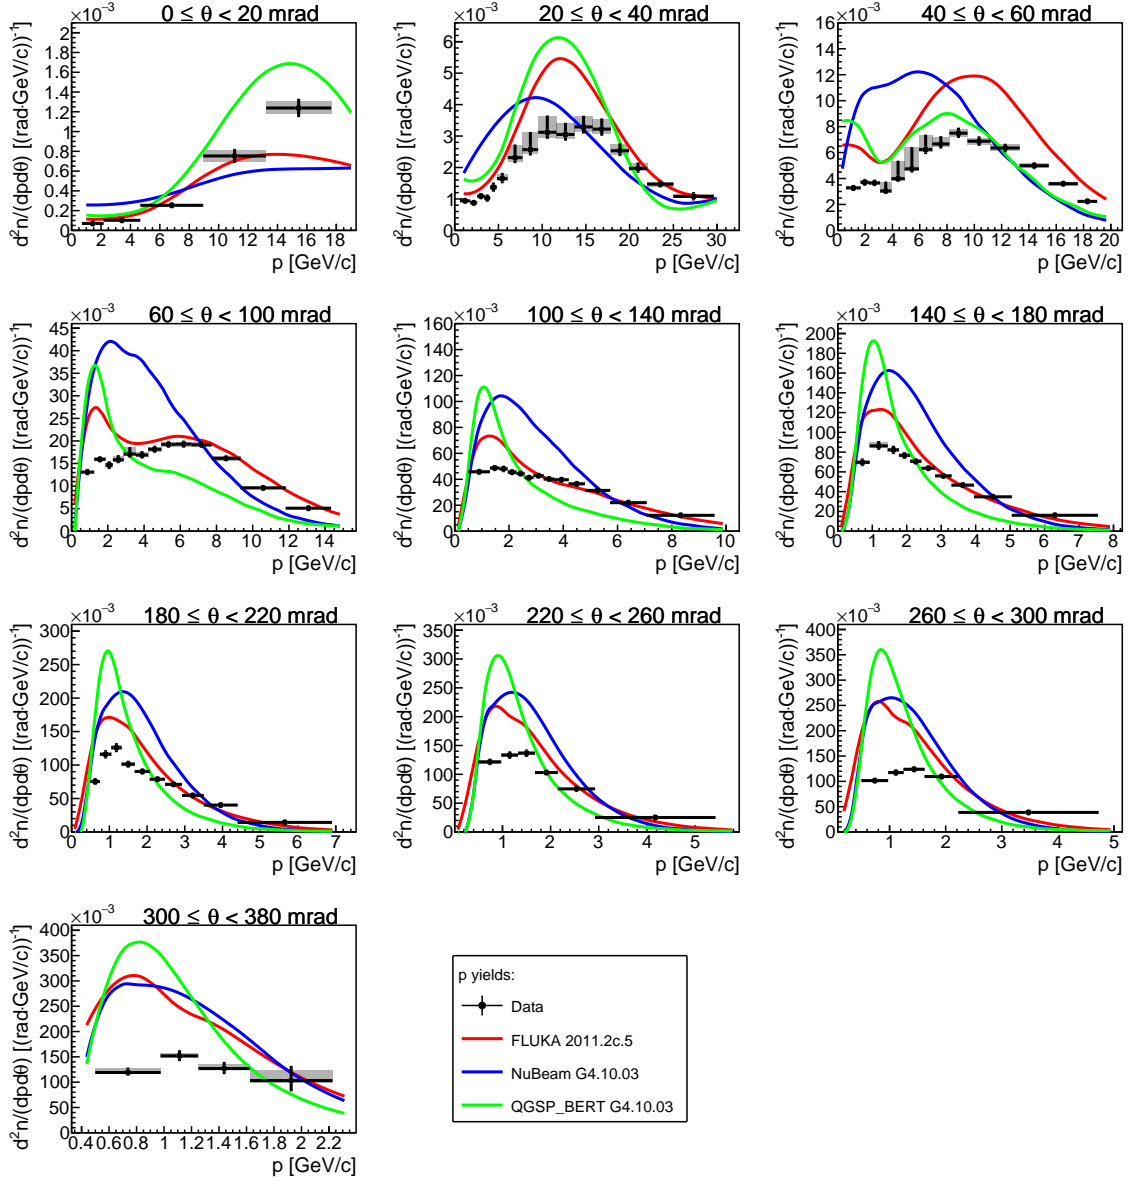 ×10⁻³ 0 ≤ θ < 20 mrad
d²n/(dpdθ) [(rad·GeV/c))⁻¹]
2
1.8
1.6
1.4
1.2
1
0.8
0.6
0.4
0.2
0
0 2 4 6 8 10 12 14 16 18
p [GeV/c]
×10⁻³ 20 ≤ θ < 40 mrad
d²n/(dpdθ) [(rad·GeV/c))⁻¹]
6
5
4
3
2
1
0
0 5 10 15 20 25 30
p [GeV/c]
×10⁻³ 40 ≤ θ < 60 mrad
d²n/(dpdθ) [(rad·GeV/c))⁻¹]
16
14
12
10
8
6
4
2
0
0 2 4 6 8 10 12 14 16 18 20
p [GeV/c]
×10⁻³ 60 ≤ θ < 100 mrad
d²n/(dpdθ) [(rad·GeV/c))⁻¹]
45
40
35
30
25
20
15
10
5
0
0 2 4 6 8 10 12 14
p [GeV/c]
×10⁻³ 100 ≤ θ < 140 mrad
d²n/(dpdθ) [(rad·GeV/c))⁻¹]
160
140
120
100
80
60
40
20
0
0 2 4 6 8 10
p [GeV/c]
×10⁻³ 140 ≤ θ < 180 mrad
d²n/(dpdθ) [(rad·GeV/c))⁻¹]
200
180
160
140
120
100
80
60
40
20
0
0 1 2 3 4 5 6 7 8
p [GeV/c]
×10⁻³ 180 ≤ θ < 220 mrad
d²n/(dpdθ) [(rad·GeV/c))⁻¹]
300
250
200
150
100
50
0
0 1 2 3 4 5 6 7
p [GeV/c]
×10⁻³ 220 ≤ θ < 260 mrad
d²n/(dpdθ) [(rad·GeV/c))⁻¹]
350
300
250
200
150
100
50
0
1 2 3 4 5
p [GeV/c]
×10⁻³ 260 ≤ θ < 300 mrad
d²n/(dpdθ) [(rad·GeV/c))⁻¹]
400
350
300
250
200
150
100
50
0
1 2 3 4 5
p [GeV/c]
×10⁻³ 300 ≤ θ < 380 mrad
d²n/(dpdθ) [(rad·GeV/c))⁻¹]
400
350
300
250
200
150
100
50
0
0.4 0.6 0.8 1 1.2 1.4 1.6 1.8 2 2.2
p [GeV/c]
p yields:
Data
FLUKA 2011.2c.5
NuBeam G4.10.03
QGSP_BERT G4.10.03